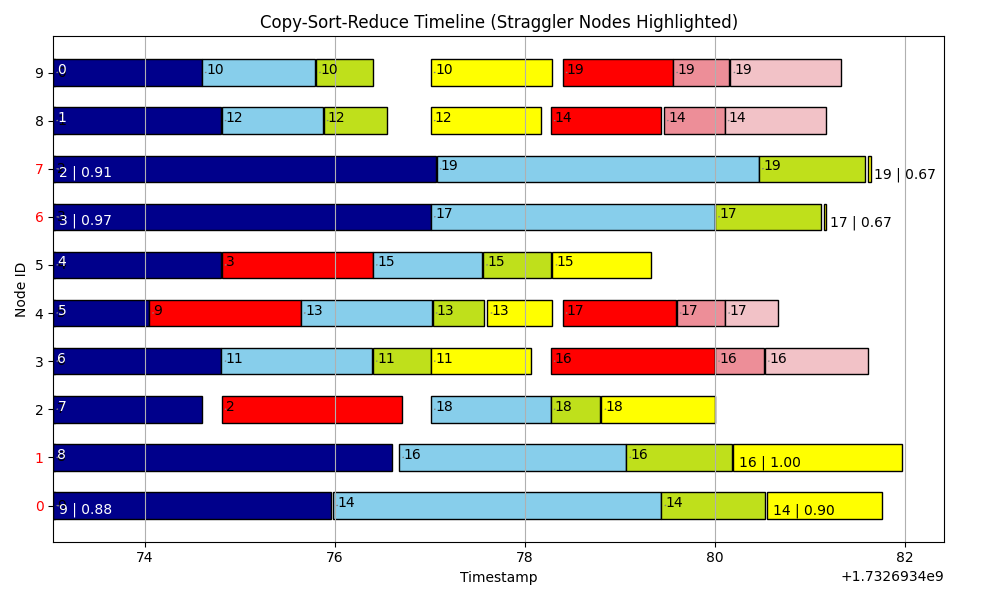 Copy-Sort-Reduce Timeline (Straggler Nodes Highlighted)
9 0 10 10 10 19 19 19
8 1 12 12 12 14 14 14
7 2 | 0.91 19 19 19 | 0.67
6 3 | 0.97 17 17 17 | 0.67
5 4 3 15 15 15
4 5 9 13 13 13 17 17 17
3 6 11 11 11 16 16 16
2 7 2 18 18 18
1 8 16 16 16 | 1.00
0 9 | 0.88 14 14 14 | 0.90
Node ID
74 76 78 80 82
Timestamp
+1.7326934e9